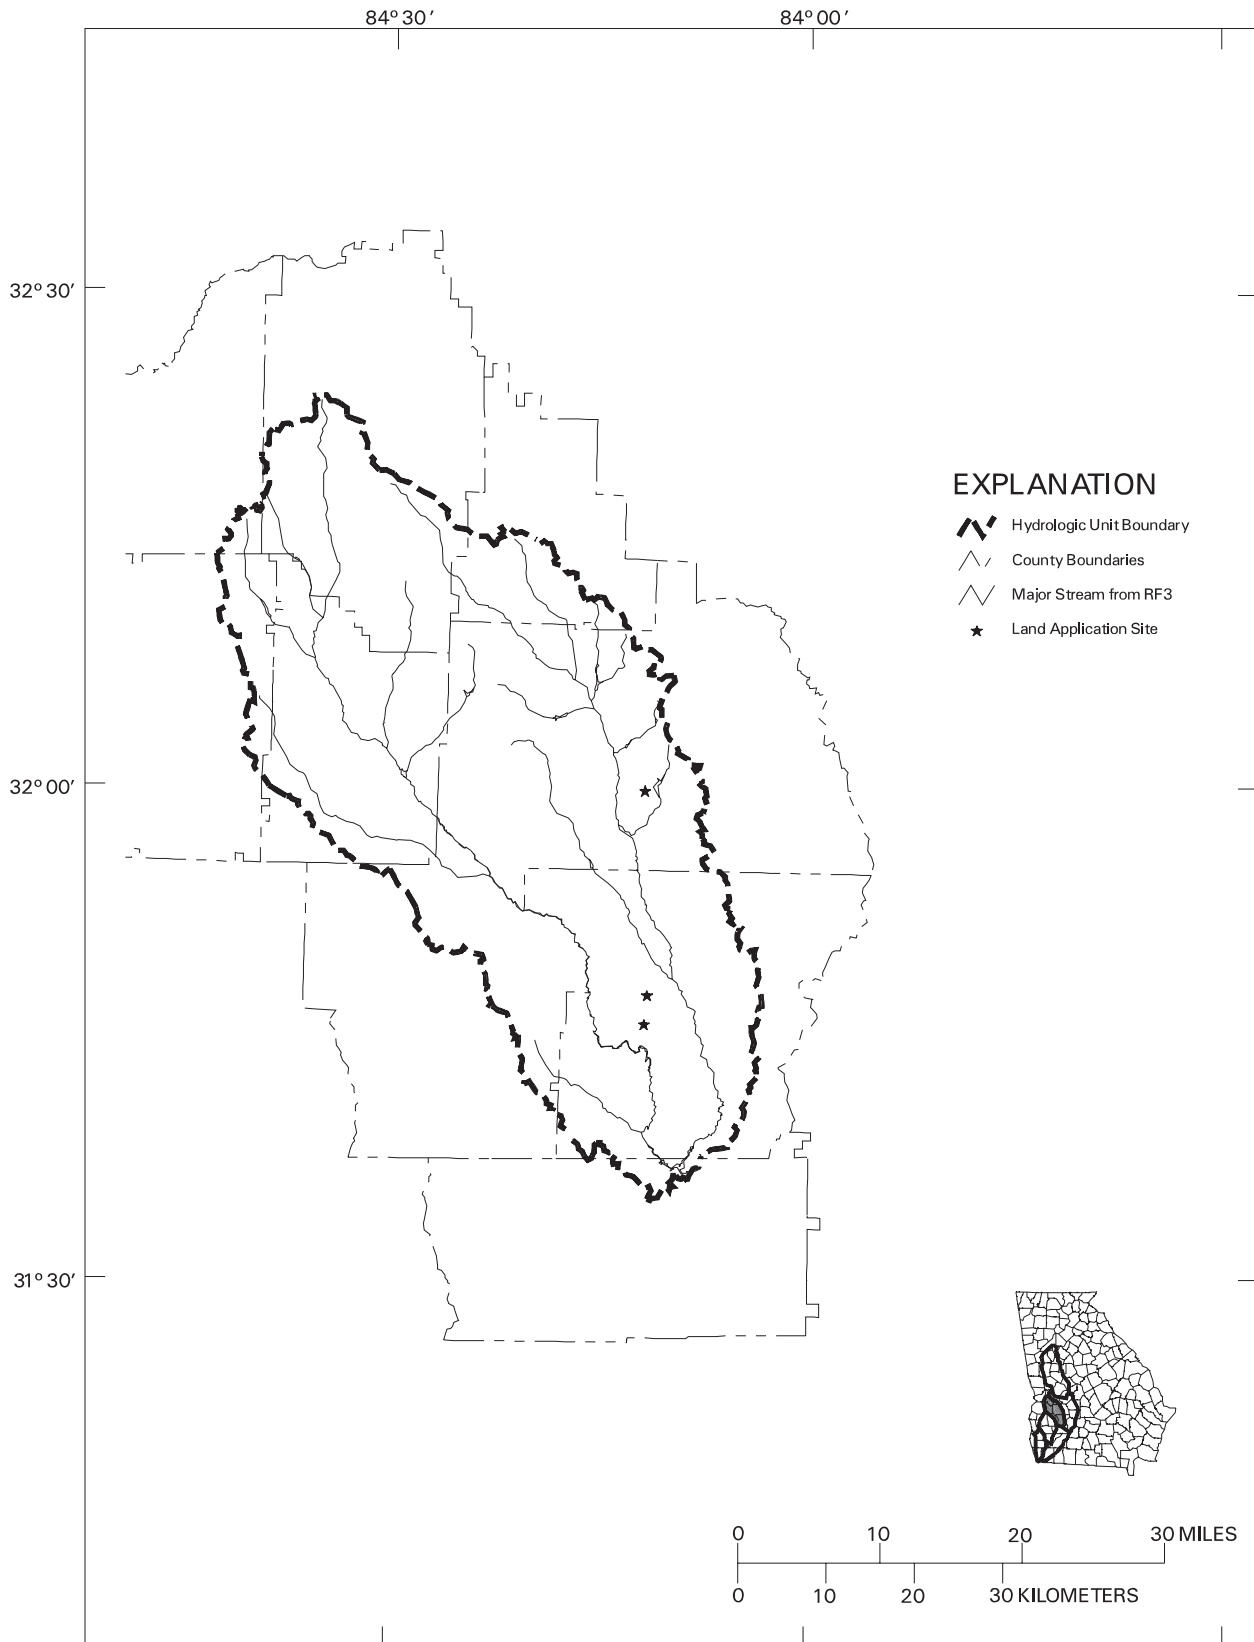 84° 30′ 84° 00′
32° 30′
EXPLANATION
Hydrologic Unit Boundary
County Boundaries
Major Stream from RF3
Land Application Site
32° 00′
31° 30′
0 10 20 30 MILES
0 10 20 30 KILOMETERS